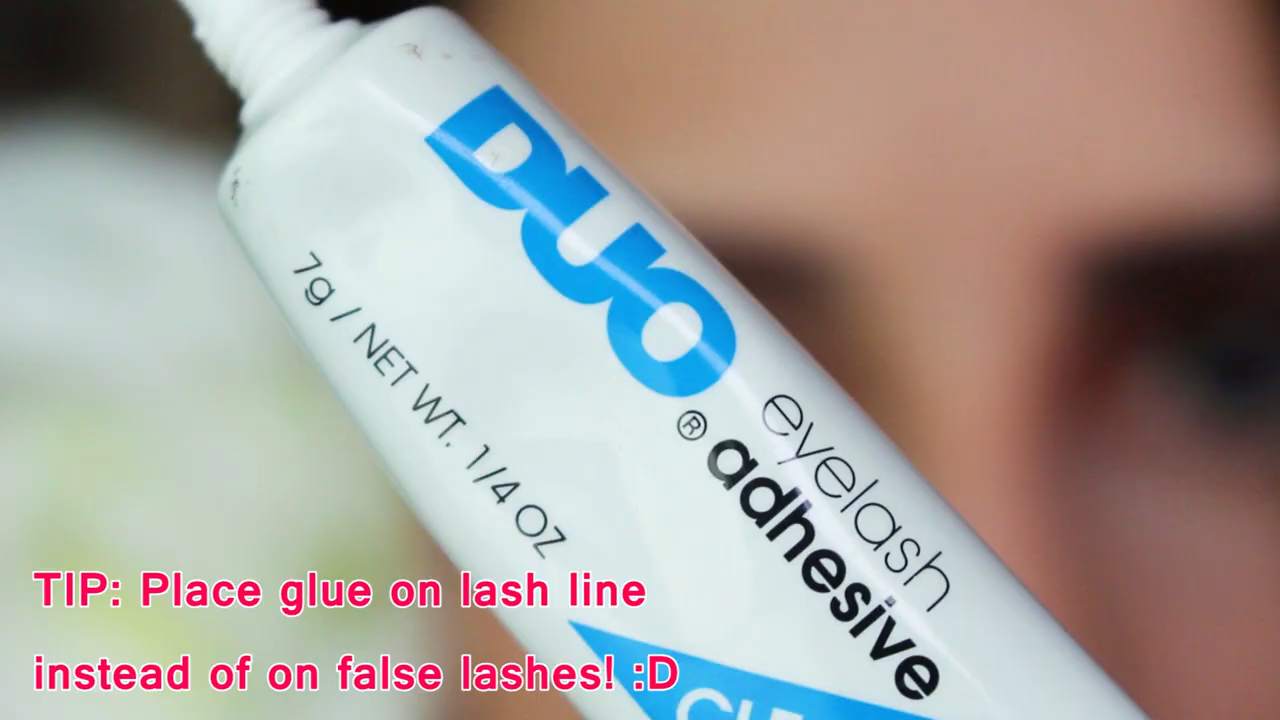 DUO
®
eyelash
adhesive
7g / NET WT. 1/4 OZ
TIP: Place glue on lash line
instead of on false lashes! :D